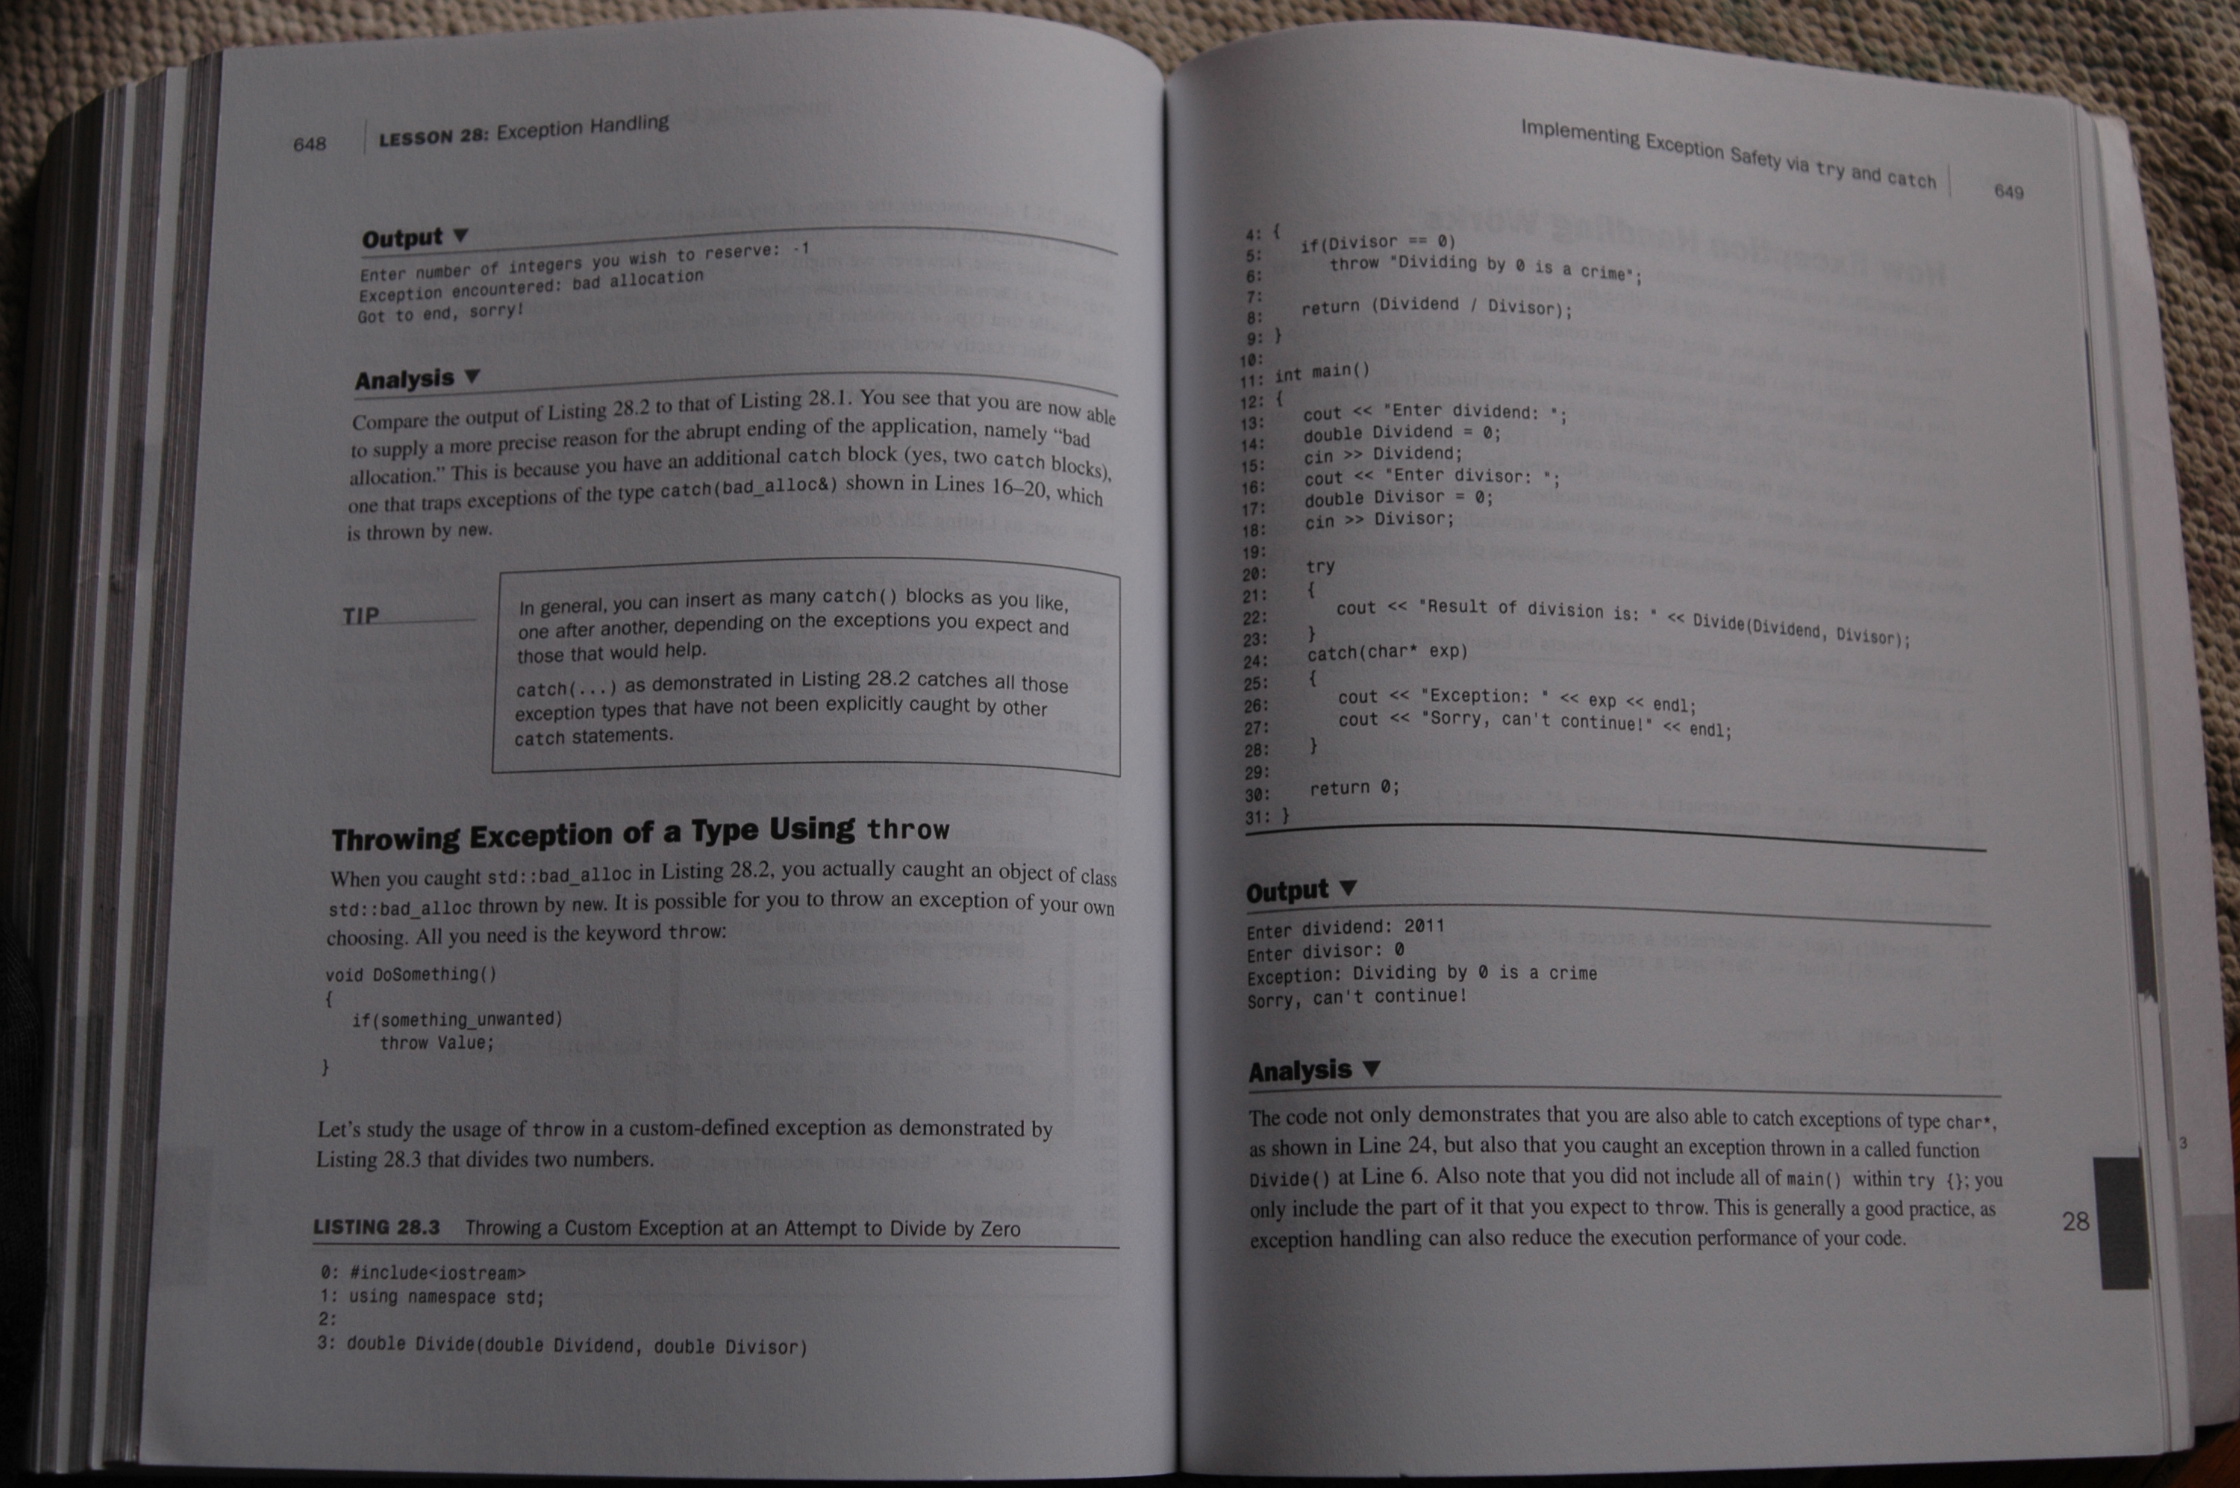 648 | LESSON 28: Exception Handling
Output ▼
Enter number of integers you wish to reserve: -1
Exception encountered: bad allocation
Got to end, sorry!
Analysis ▼
Compare the output of Listing 28.2 to that of Listing 28.1. You see that you are now able
to supply a more precise reason for the abrupt ending of the application, namely “bad
allocation.” This is because you have an additional catch block (yes, two catch blocks),
one that traps exceptions of the type catch(bad_alloc&) shown in Lines 16–20, which
is thrown by new.
TIP
In general, you can insert as many catch() blocks as you like,
one after another, depending on the exceptions you expect and
those that would help.
catch(...) as demonstrated in Listing 28.2 catches all those
exception types that have not been explicitly caught by other
catch statements.
Throwing Exception of a Type Using throw
When you caught std::bad_alloc in Listing 28.2, you actually caught an object of class
std::bad_alloc thrown by new. It is possible for you to throw an exception of your own
choosing. All you need is the keyword throw:
void DoSomething()
{
if(something_unwanted)
throw Value;
}
Let's study the usage of throw in a custom-defined exception as demonstrated by
Listing 28.3 that divides two numbers.
LISTING 28.3 Throwing a Custom Exception at an Attempt to Divide by Zero
0: #include<iostream>
1: using namespace std;
2:
3: double Divide(double Dividend, double Divisor)
Implementing Exception Safety via try and catch | 649
4: {
5: if(Divisor == 0)
6: throw "Dividing by 0 is a crime";
7:
8: return (Dividend / Divisor);
9: }
10:
11: int main()
12: {
13: cout << "Enter dividend: ";
14: double Dividend = 0;
15: cin >> Dividend;
16: cout << "Enter divisor: ";
17: double Divisor = 0;
18: cin >> Divisor;
19:
20: try
21: {
22: cout << "Result of division is: " << Divide(Dividend, Divisor);
23: }
24: catch(char* exp)
25: {
26: cout << "Exception: " << exp << endl;
27: cout << "Sorry, can't continue!" << endl;
28: }
29:
30: return 0;
31: }
Output ▼
Enter dividend: 2011
Enter divisor: 0
Exception: Dividing by 0 is a crime
Sorry, can't continue!
Analysis ▼
The code not only demonstrates that you are also able to catch exceptions of type char*,
as shown in Line 24, but also that you caught an exception thrown in a called function
Divide() at Line 6. Also note that you did not include all of main() within try {}; you
only include the part of it that you expect to throw. This is generally a good practice, as
exception handling can also reduce the execution performance of your code.
28
3